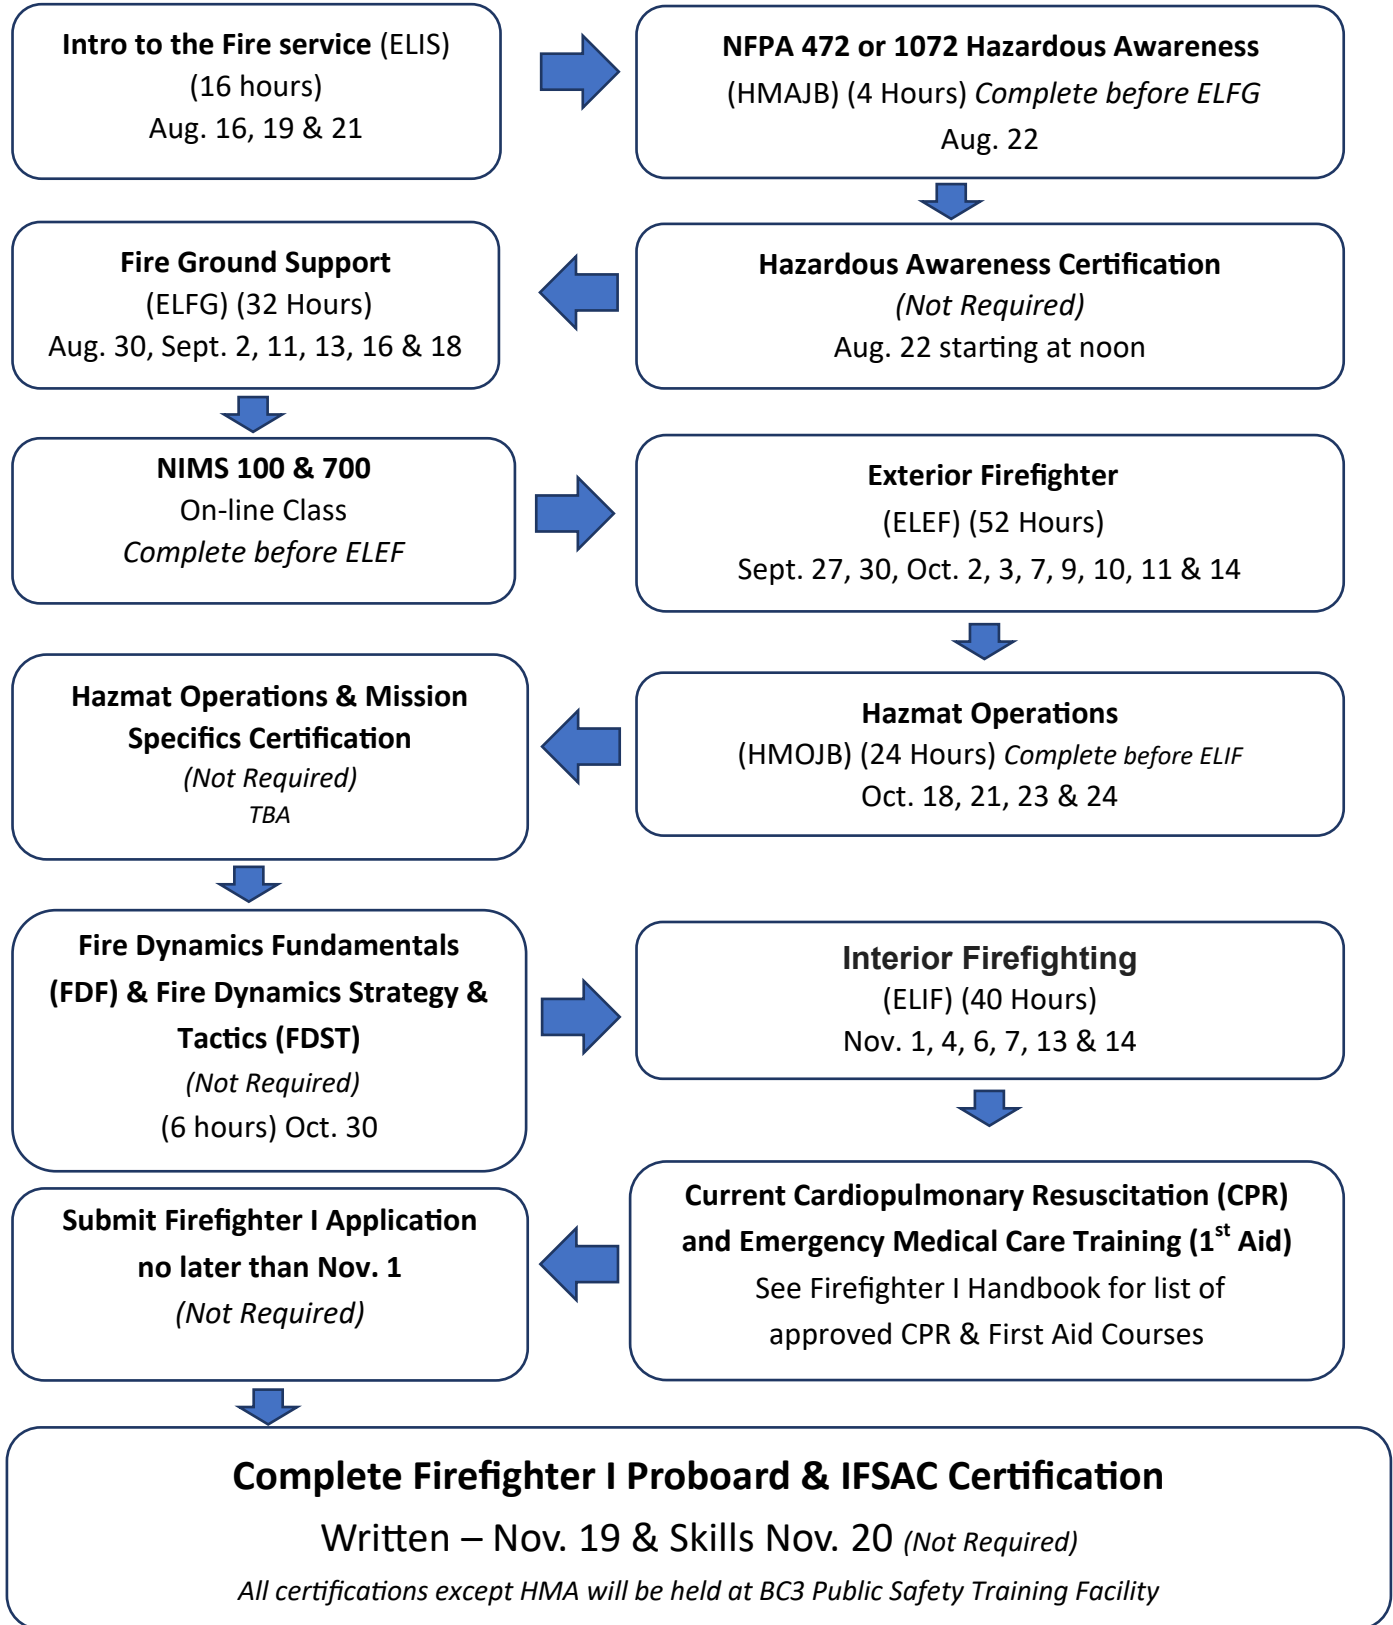 Intro to the Fire service (ELIS)
(16 hours)
Aug. 16, 19 & 21
NFPA 472 or 1072 Hazardous Awareness
(HMAJB) (4 Hours) Complete before ELFG
Aug. 22
Hazardous Awareness Certification
(Not Required)
Aug. 22 starting at noon
Fire Ground Support
(ELFG) (32 Hours)
Aug. 30, Sept. 2, 11, 13, 16 & 18
NIMS 100 & 700
On-line Class
Complete before ELEF
Exterior Firefighter
(ELEF) (52 Hours)
Sept. 27, 30, Oct. 2, 3, 7, 9, 10, 11 & 14
Hazmat Operations
(HMOJB) (24 Hours) Complete before ELIF
Oct. 18, 21, 23 & 24
Hazmat Operations & Mission
Specifics Certification
(Not Required)
TBA
Fire Dynamics Fundamentals
(FDF) & Fire Dynamics Strategy &
Tactics (FDST)
(Not Required)
(6 hours) Oct. 30
Interior Firefighting
(ELIF) (40 Hours)
Nov. 1, 4, 6, 7, 13 & 14
Current Cardiopulmonary Resuscitation (CPR)
and Emergency Medical Care Training (1st Aid)
See Firefighter I Handbook for list of
approved CPR & First Aid Courses
Submit Firefighter I Application
no later than Nov. 1
(Not Required)
Complete Firefighter I Proboard & IFSAC Certification
Written – Nov. 19 & Skills Nov. 20 (Not Required)
All certifications except HMA will be held at BC3 Public Safety Training Facility